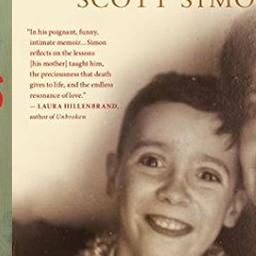 SCOTT SIMO
"In his poignant, funny,
intimate memoir... Simon
reflects on the lessons
[his mother] taught him,
the preciousness that death
gives to life, and the endless
resonance of love."
— LAURA HILLENBRAND,
author of Unbroken